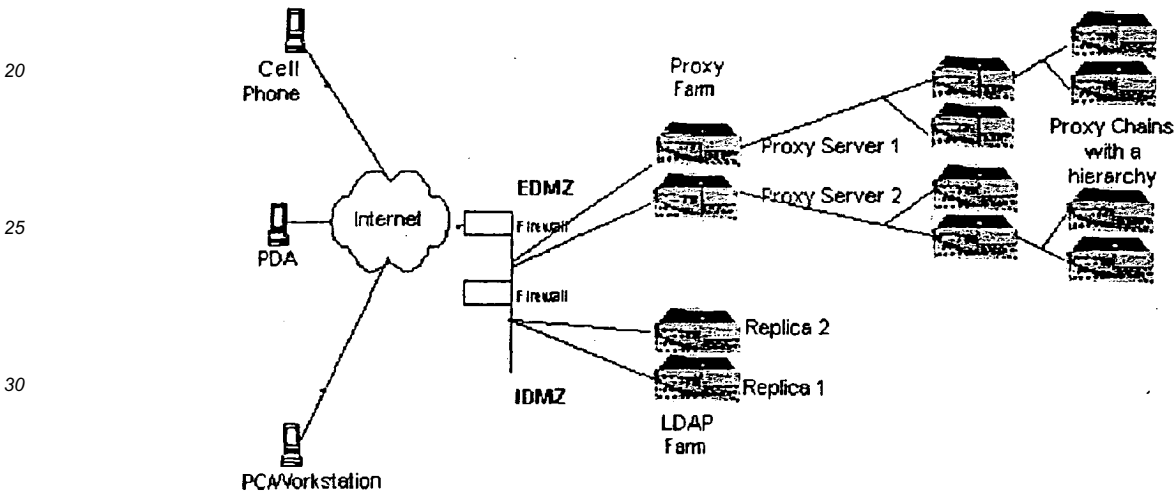 20
Cell
Phone
Proxy
Farm
Proxy Chains
with a
hierarchy
Proxy Server 1
EDMZ
Proxy Server 2
Internet
Firewall
25
PDA
Firewall
Replica 2
30
IDMZ
Replica 1
LDAP
Farm
PC/Workstation